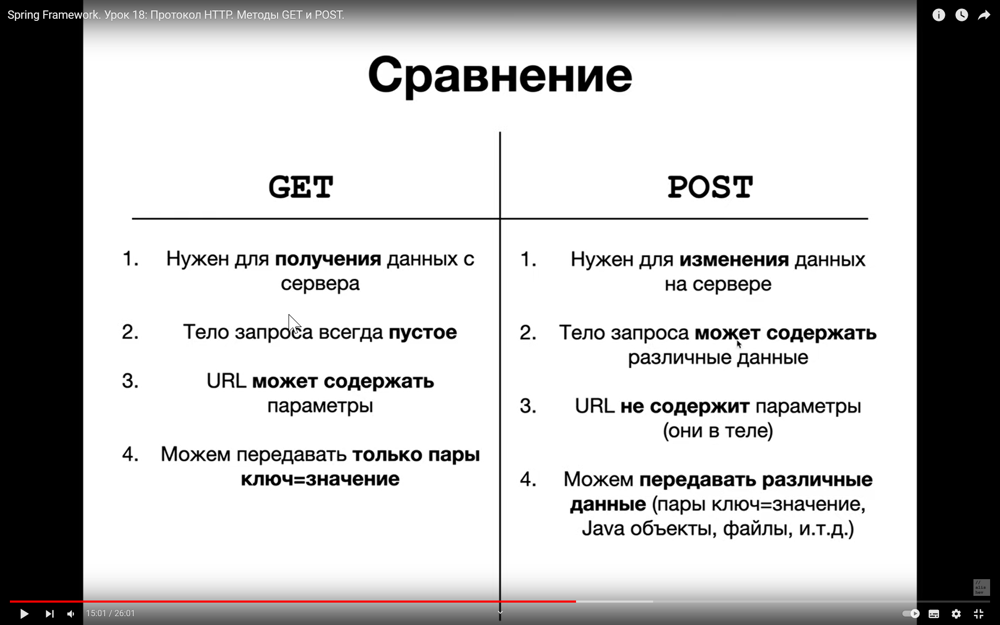 Spring Framework. Урок 18: Протокол HTTP. Методы GET и POST.
Сравнение
GET
1. Нужен для получения данных с
сервера
2. Тело запроса всегда пустое
3. URL может содержать
параметры
4. Можем передавать только пары
ключ=значение
POST
1. Нужен для изменения данных
на сервере
2. Тело запроса может содержать
различные данные
3. URL не содержит параметры
(они в теле)
4. Можем передавать различные
данные (пары ключ=значение,
Java объекты, файлы, и.т.д.)
//
alis
hev
15:01 / 26:01